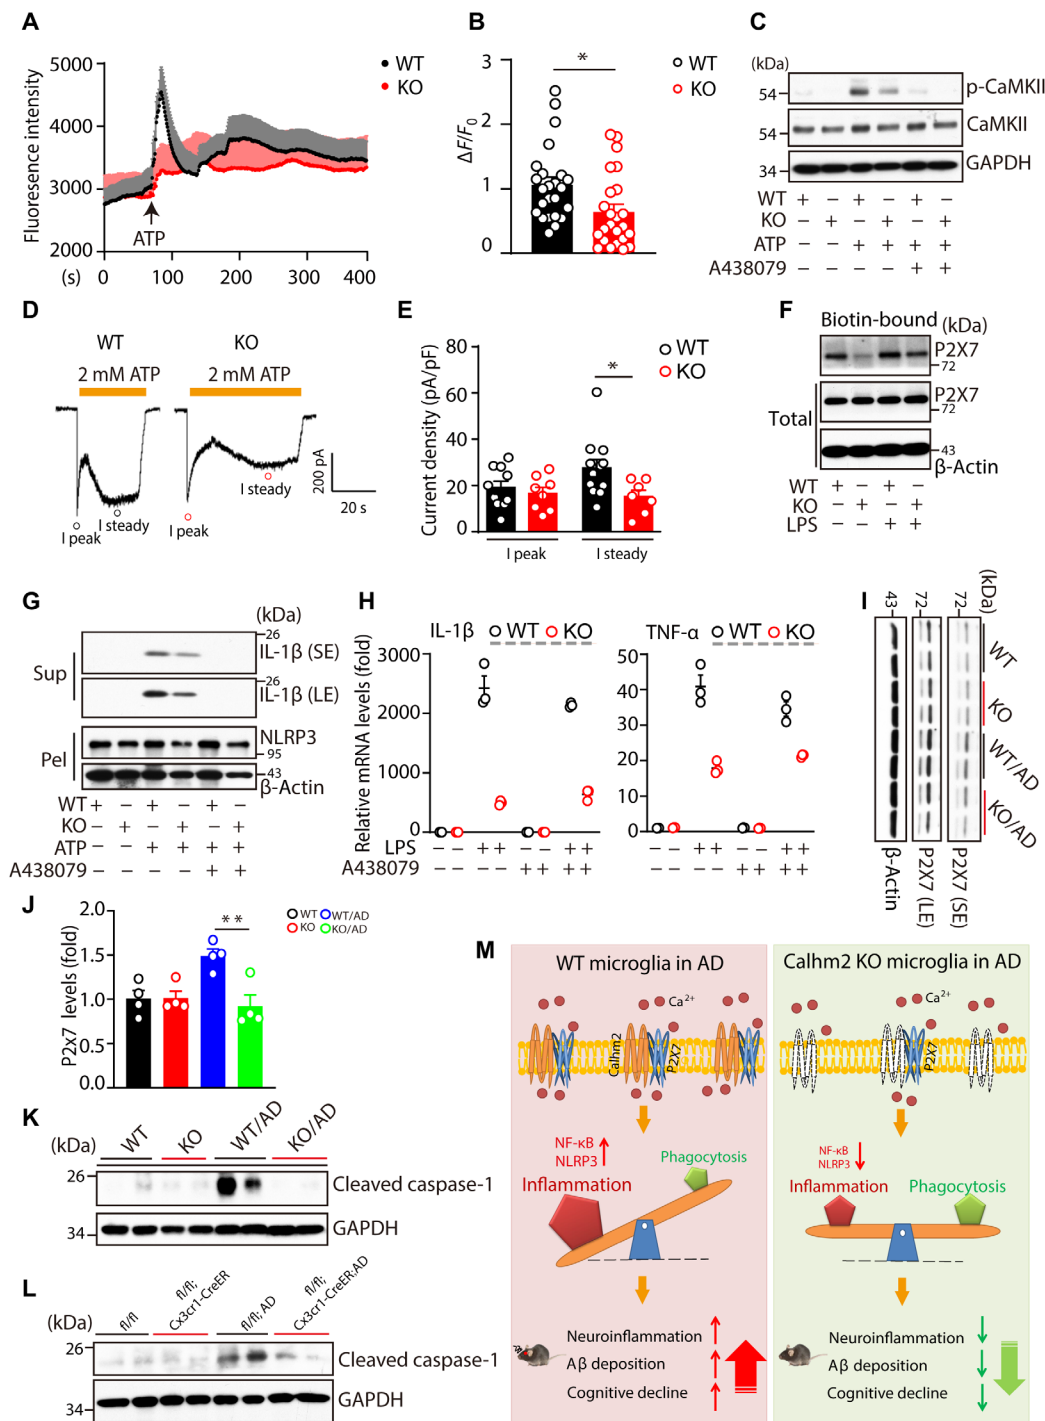 A
Fluoresence intensity
5000
4000
3000
2000
WT
KO
ATP
(s)
0 100 200 300 400
B
ΔF/F0
3
2
1
0
*
WT
KO
C
(kDa)
54
p-CaMKII
54
CaMKII
34
GAPDH
WT + – + – + –
KO – + – + – +
ATP – – + + + +
A438079 – – – – + +
D
WT KO
2 mM ATP 2 mM ATP
I steady
I peak
I steady
I peak
200 pA
20 s
E
Current density (pA/pF)
80
60
40
20
0
*
WT
KO
I peak I steady
F
Biotin-bound (kDa)
P2X7
72
Total
P2X7
72
43
β-Actin
WT + – + –
KO – + – +
LPS – – + +
G
(kDa)
Sup
26
IL-1β (SE)
26
IL-1β (LE)
Pel
NLRP3
95
43
β-Actin
WT + – + – + –
KO – + – + – +
ATP – – + + + +
A438079 – – – – + +
H
Relative mRNA levels (fold)
IL-1β WT KO
3000
2000
1000
0
TNF-α WT KO
50
40
30
20
10
0
LPS – – + + – – + + – – + + – – + +
A438079 – – – – + + + + – – – – + + + +
I
(kDa)
43 72 72
WT
KO
WT/AD
KO/AD
β-Actin
P2X7 (LE)
P2X7 (SE)
J
P2x7 levels (fold)
2.0
1.5
1.0
0.5
0.0
**
WT WT/AD
KO KO/AD
K
(kDa)
WT KO WT/AD KO/AD
26
Cleaved caspase-1
34
GAPDH
L
(kDa)
fl/fl
fl/fl;
Cx3cr1-CreER
fl/fl; AD
fl/fl;
Cx3cr1-CreER;AD
26
Cleaved caspase-1
34
GAPDH
M
WT microglia in AD
Ca2+
Calhm2
P2X7
NF-κB
NLRP3
Inflammation
Phagocytosis
Neuroinflammation
Aβ deposition
Cognitive decline
Calhm2 KO microglia in AD
Ca2+
P2X7
NF-κB
NLRP3
Inflammation Phagocytosis
Neuroinflammation
Aβ deposition
Cognitive decline